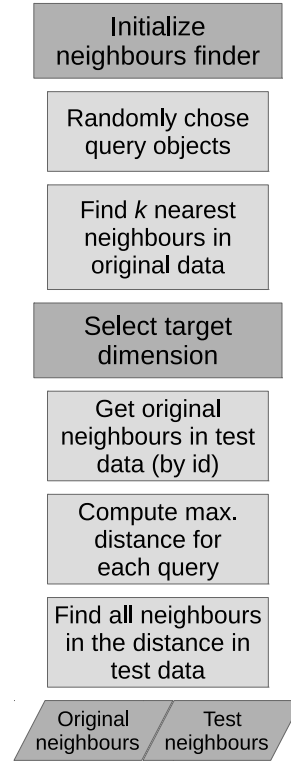 Initialize
neighbours finder
Randomly chose
query objects
Find k nearest
neighbours in
original data
Select target
dimension
Get original
neighbours in test
data (by id)
Compute max.
distance for
each query
Find all neighbours
in the distance in
test data
Original
neighbours
Test
neighbours